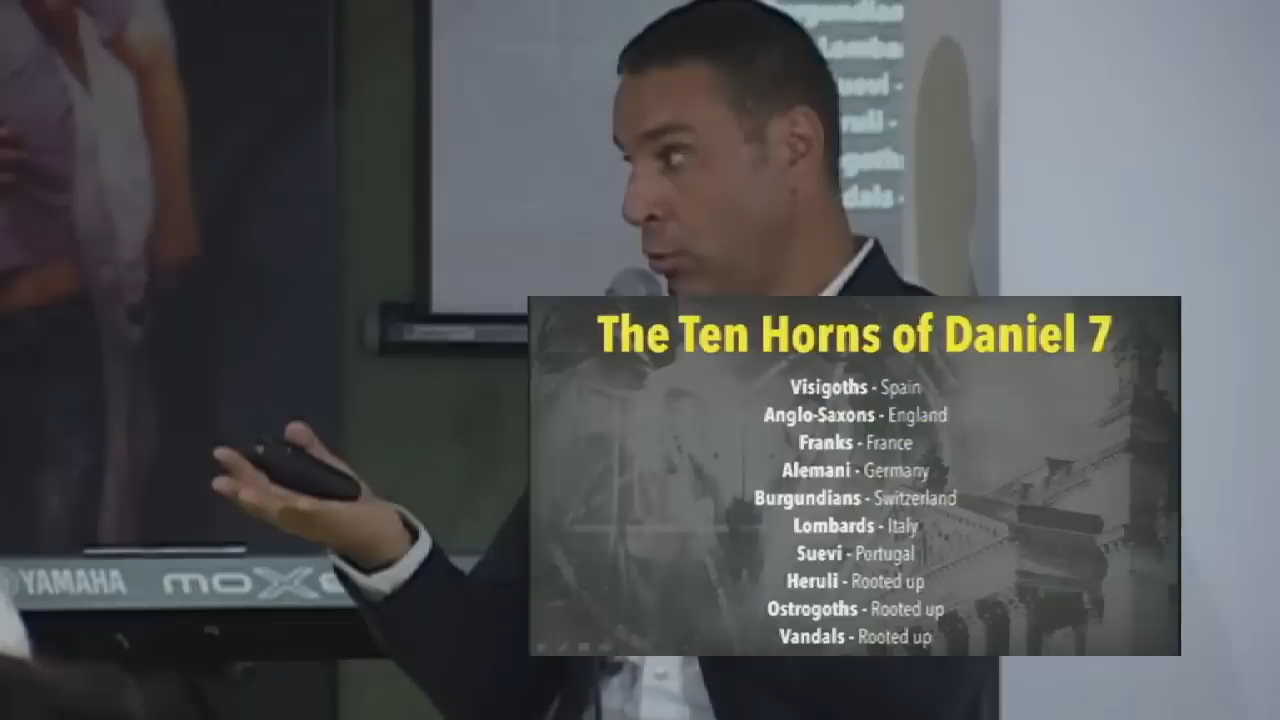 The Ten Horns of Daniel 7
Visigoths - Spain
Anglo-Saxons - England
Franks - France
Alemani - Germany
Burgundians - Switzerland
Lombards - Italy
Suevi - Portugal
Heruli - Rooted up
Ostrogoths - Rooted up
Vandals - Rooted up
YAMAHA